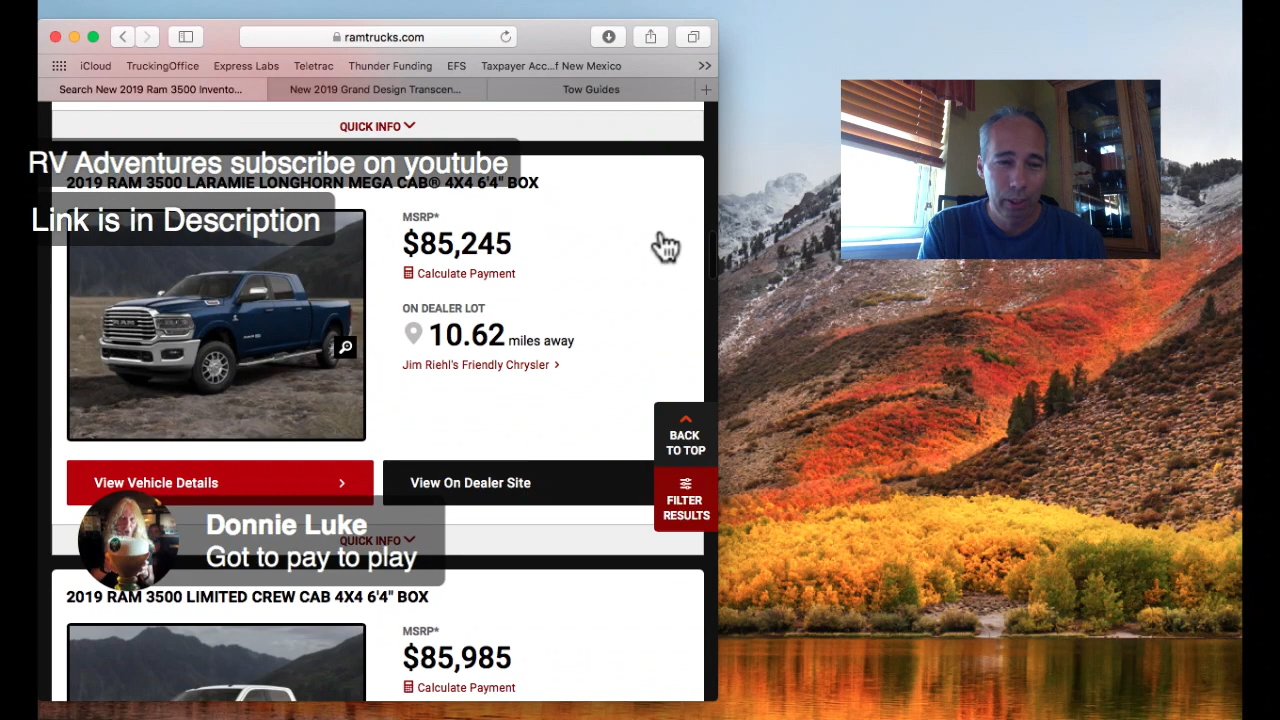 ramtrucks.com
iCloud TruckingOffice Express Labs Teletrac Thunder Funding EFS Taxpayer Acc...f New Mexico >>
Search New 2019 Ram 3500 Invento... New 2019 Grand Design Transcen... Tow Guides +
QUICK INFO
RV Adventures subscribe on youtube
2019 RAM 3500 LARAMIE LONGHORN MEGA CAB® 4X4 6'4" BOX
Link is in Description
MSRP*
$85,245
Calculate Payment
ON DEALER LOT
10.62 miles away
Jim Riehl's Friendly Chrysler >
RAM
BACK
TO TOP
View Vehicle Details >
View On Dealer Site
FILTER
RESULTS
Donnie Luke
QUICK INFO
Got to pay to play
2019 RAM 3500 LIMITED CREW CAB 4X4 6'4" BOX
MSRP*
$85,985
Calculate Payment